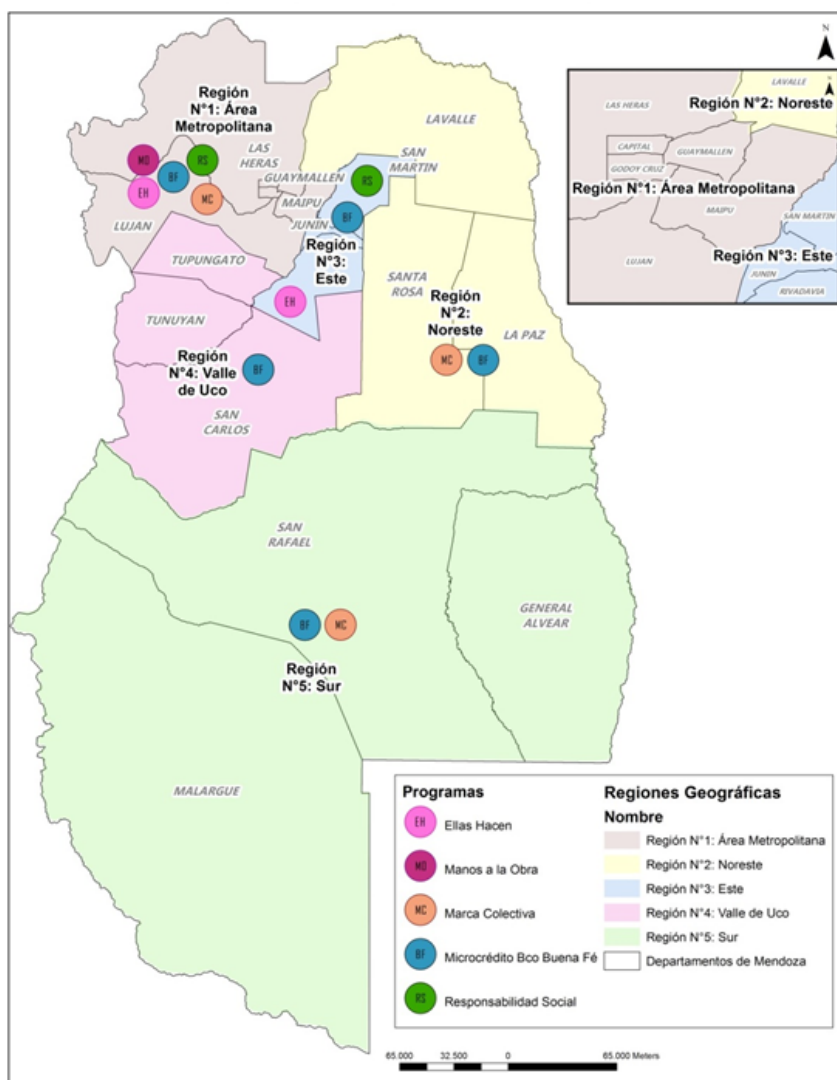 N
Región
N°1: Área
Metropolitana
LAS
HERAS
MO
BF
RS
EH
MC
LUJAN
GUAYMALLEN
MAIPU
JUNIN
LAVALLE
SAN
MARTIN
RS
BF
Región
N°3:
Este
EH
TUPUNGATO
TUNUYAN
Región
N°4: Valle
de Uco
BF
SAN
CARLOS
SANTA
ROSA
Región
N°2:
Noreste
LA PAZ
MC
BF
SAN
RAFAEL
GENERAL
ALVEAR
BF
MC
Región
N°5: Sur
MALARGUE
LAVALLE
N
Región N°2: Noreste
LAS HERAS
CAPITAL
GUAYMALLEN
GODOY CRUZ
Región N°1: Área Metropolitana
MAIPU
SAN MARTIN
LUJAN
Región N°3: Este
JUNIN
RIVADAVIA
Programas
EH Ellas Hacen
MO Manos a la Obra
MC Marca Colectiva
BF Microcrédito Bco Buena Fé
RS Responsabilidad Social
Regiones Geográficas
Nombre
Región N°1: Área Metropolitana
Región N°2: Noreste
Región N°3: Este
Región N°4: Valle de Uco
Región N°5: Sur
Departamentos de Mendoza
65.000 32.500 0 65.000 Meters